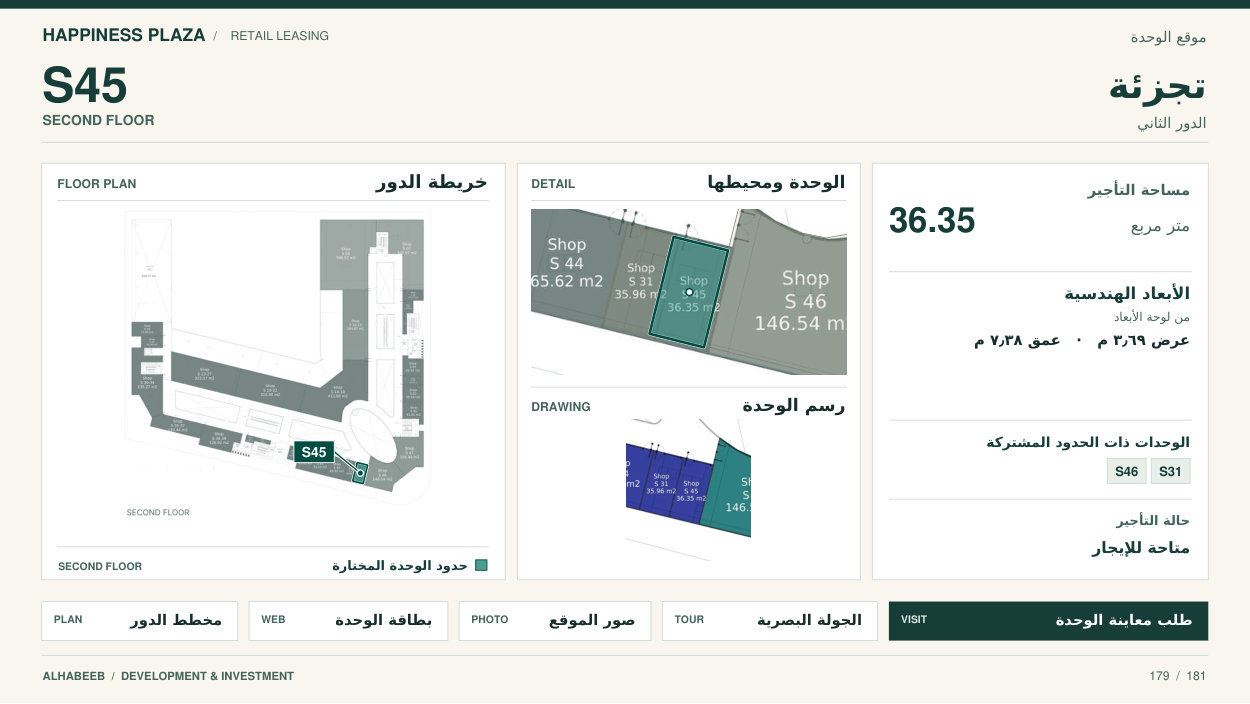 HAPPINESS PLAZA / RETAIL LEASING
موقع الوحدة
S45
تجزئة
SECOND FLOOR
الدور الثاني
FLOOR PLAN
خريطة الدور
S45
SECOND FLOOR
SECOND FLOOR
حدود الوحدة المختارة
DETAIL
الوحدة ومحيطها
Shop
S 44
65.62 m2
Shop
S 31
35.96 m2
Shop
S 45
36.35 m2
Shop
S 46
146.54 m
DRAWING
رسم الوحدة
m2
Shop
S 31
35.96 m2
Shop
S 45
36.35 m2
Sh
S
146.
مساحة التأجير
36.35
متر مربع
الأبعاد الهندسية
من لوحة الأبعاد
عرض ٣٫٦٩ م · عمق ٧٫٣٨ م
الوحدات ذات الحدود المشتركة
S46 S31
حالة التأجير
متاحة للإيجار
PLAN مخطط الدور
WEB بطاقة الوحدة
PHOTO صور الموقع
TOUR الجولة البصرية
VISIT طلب معاينة الوحدة
ALHABEEB / DEVELOPMENT & INVESTMENT
179 / 181